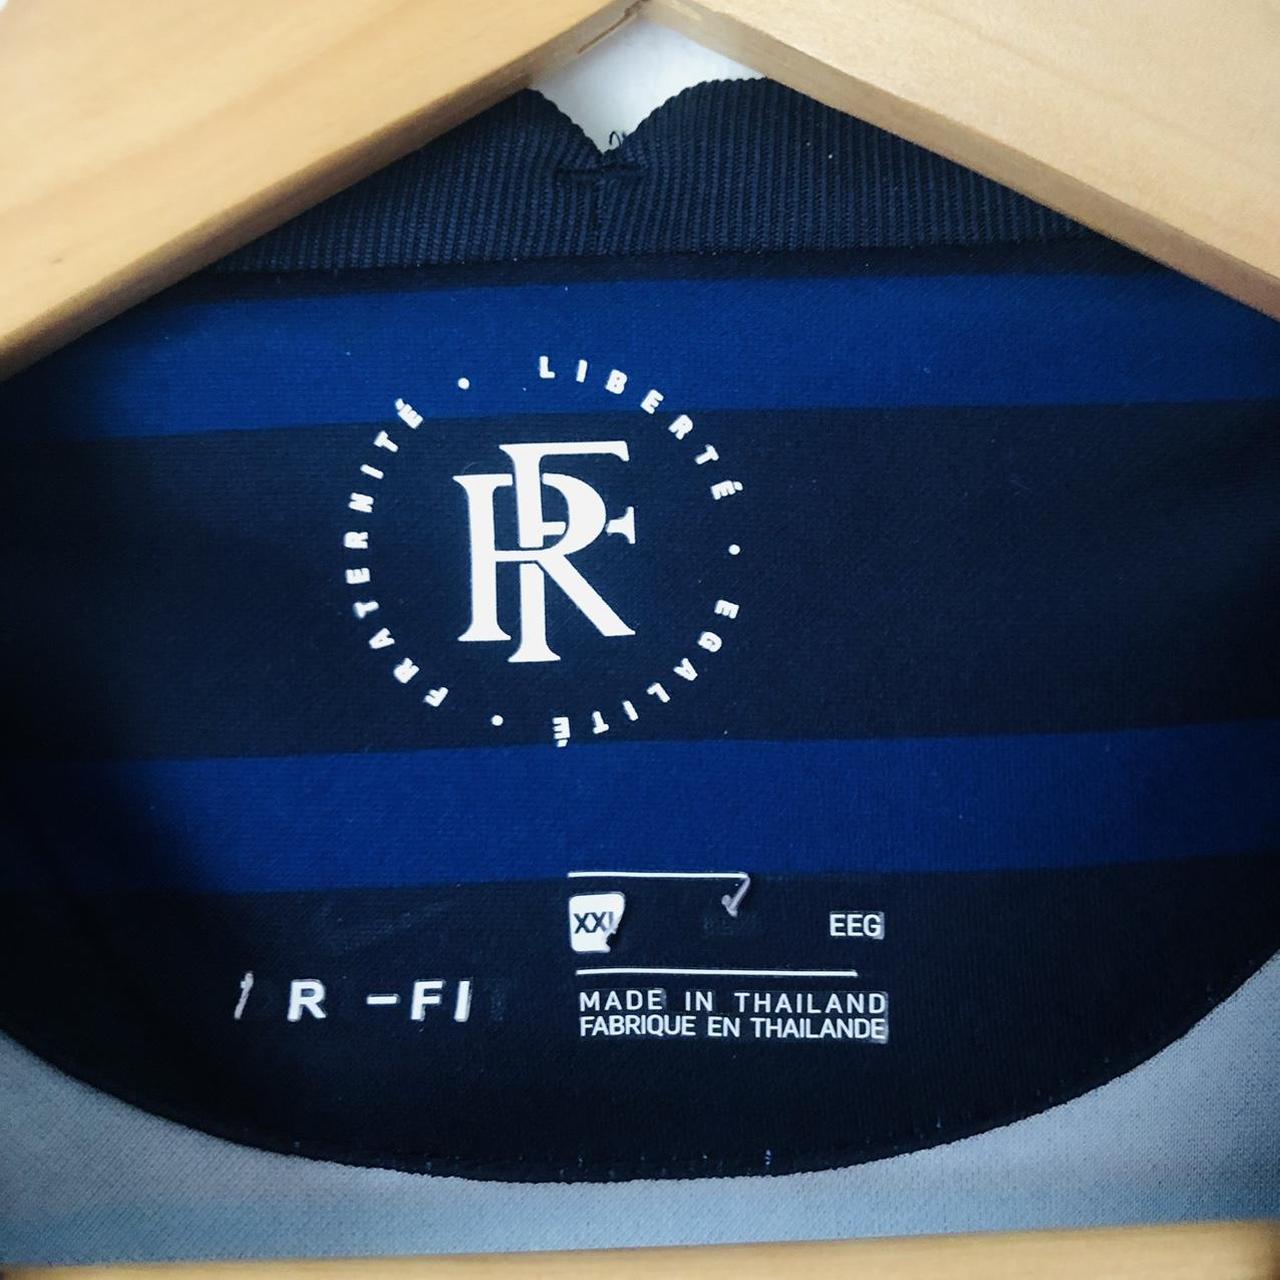 LIBERTÉ • EGALITÉ • FRATERNITÉ •
RF
XXL
EEG
R -FI
MADE IN THAILAND
FABRIQUE EN THAILANDE